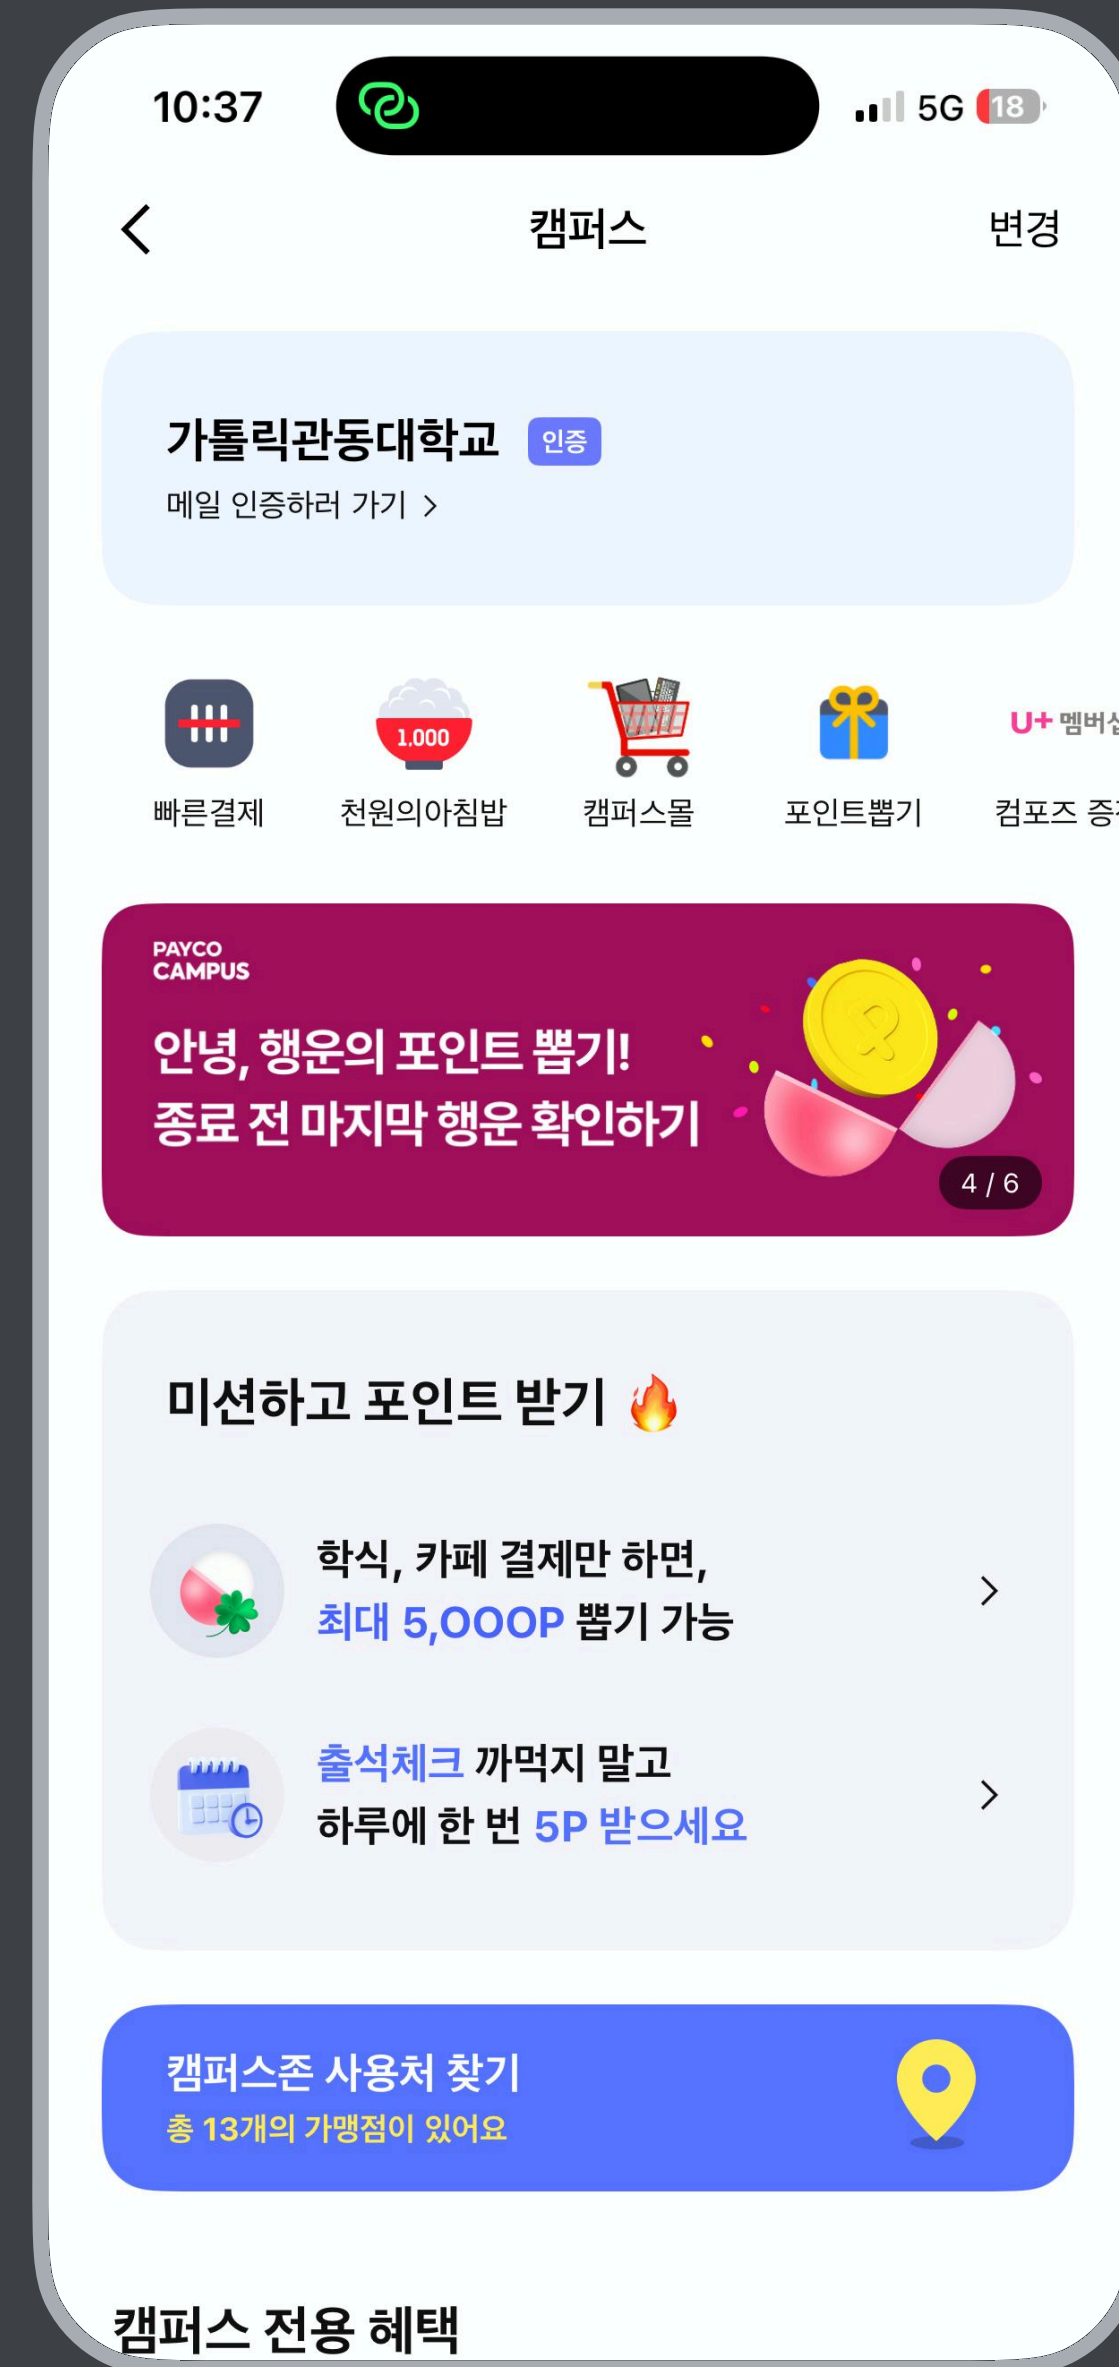 10:37
5G 18
캠퍼스
변경
가톨릭관동대학교 인증
메일 인증하러 가기 >
1,000
U+ 멤버
빠른결제 천원의아침밥 캠퍼스몰 포인트뽑기 컴포즈
PAYCO
CAMPUS
안녕, 행운의 포인트 뽑기!
종료 전 마지막 행운 확인하기
4 / 6
미션하고 포인트 받기
학식, 카페 결제만 하면,
최대 5,000P 뽑기 가능
출석체크 까먹지 말고
하루에 한 번 5P 받으세요
캠퍼스존 사용처 찾기
총 13개의 가맹점이 있어요
캠퍼스 전용 혜택